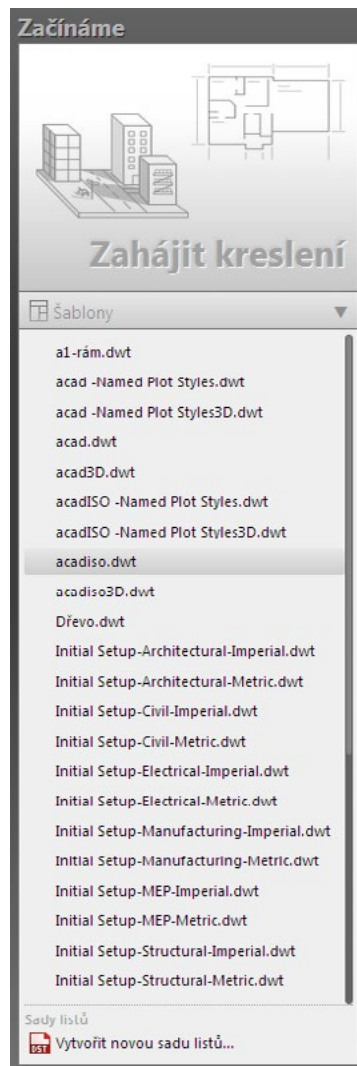 Začínáme
Zahájit kreslení
Šablony
a1-rám.dwt
acad -Named Plot Styles.dwt
acad -Named Plot Styles3D.dwt
acad.dwt
acad3D.dwt
acadISO -Named Plot Styles.dwt
acadISO -Named Plot Styles3D.dwt
acadiso.dwt
acadiso3D.dwt
Dřevo.dwt
Initial Setup-Architectural-Imperial.dwt
Initial Setup-Architectural-Metric.dwt
Initial Setup-Civil-Imperial.dwt
Initial Setup-Civil-Metric.dwt
Initial Setup-Electrical-Imperial.dwt
Initial Setup-Electrical-Metric.dwt
Initial Setup-Manufacturing-Imperial.dwt
Initial Setup-Manufacturing-Metric.dwt
Initial Setup-MEP-Imperial.dwt
Initial Setup-MEP-Metric.dwt
Initial Setup-Structural-Imperial.dwt
Initial Setup-Structural-Metric.dwt
Sady listů
DST Vytvořit novou sadu listů...